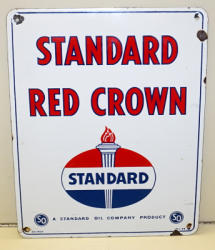 STANDARD
RED CROWN
STANDARD
SO A STANDARD OIL COMPANY PRODUCT SO